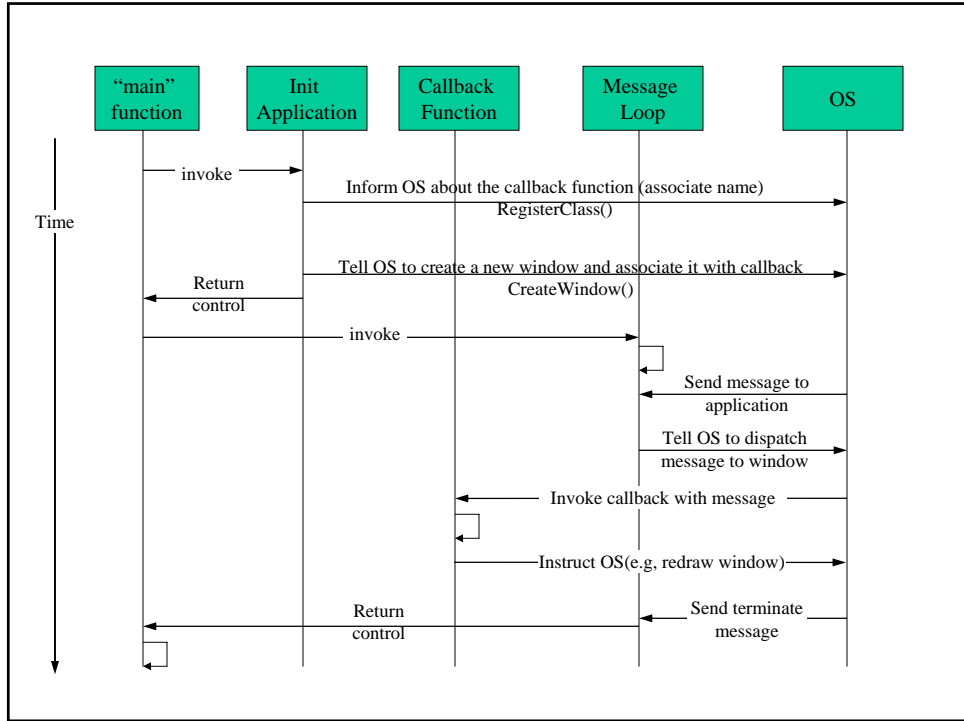 “main”
function
Init
Application
Callback
Function
Message
Loop
OS
Time
invoke
Inform OS about the callback function (associate name)
RegisterClass()
Tell OS to create a new window and associate it with callback
CreateWindow()
Return
control
invoke
Send message to
application
Tell OS to dispatch
message to window
Invoke callback with message
Instruct OS(e.g, redraw window)
Send terminate
message
Return
control